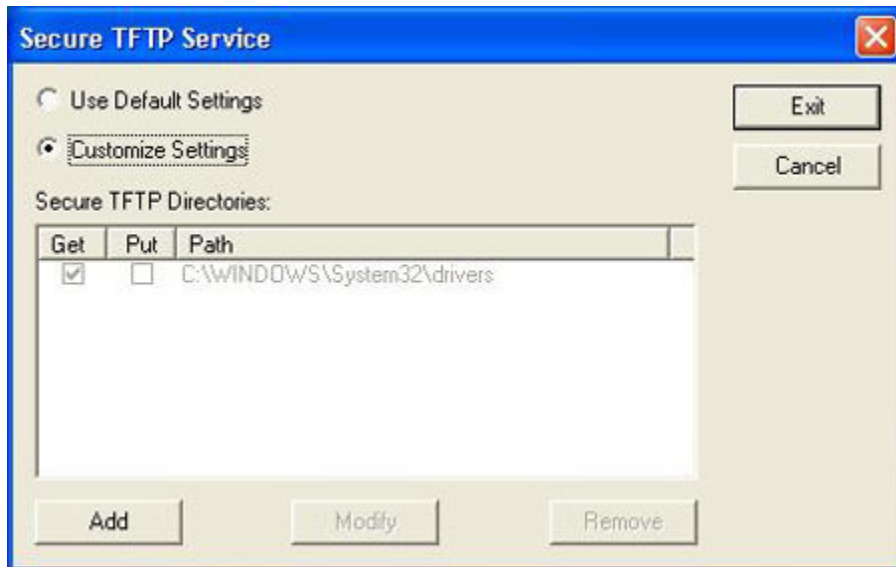 Secure TFTP Service
Use Default Settings
Exit
Customize Settings
Cancel
Secure TFTP Directories:
Get Put Path
C:\WINDOWS\System32\drivers
Add Modify Remove